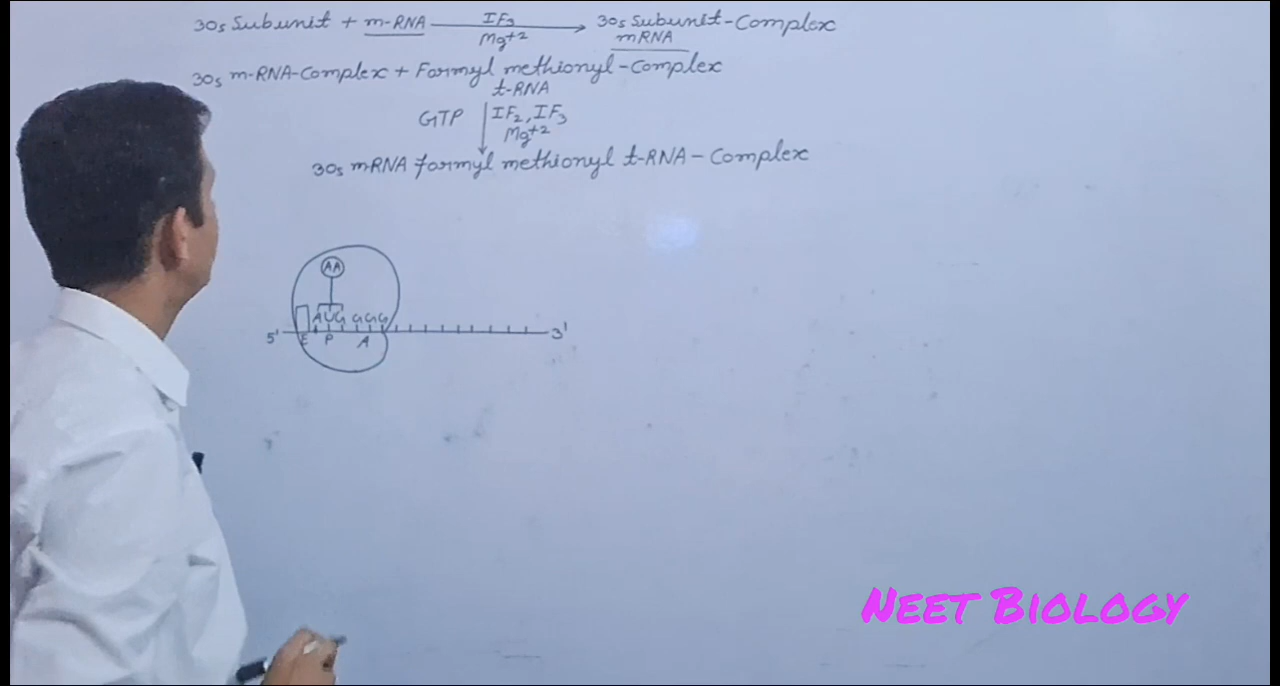 30s Subunit + m-RNA IF3 Mg+2 30s Subunit-Complex
mRNA
30s m-RNA-Complex + Formyl methionyl-Complex
t-RNA
GTP IF2, IF3
Mg+2
30s mRNA formyl methionyl t-RNA-Complex
AA
AUG GGG
5' 3'
E P A
NEET BIOLOGY